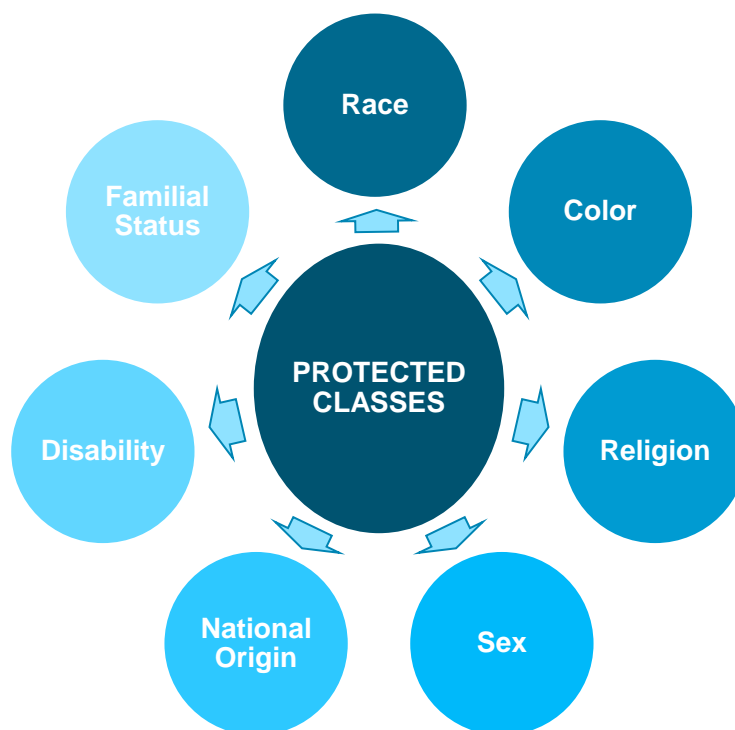 Race
Color
Religion
Sex
National
Origin
Disability
Familial
Status
PROTECTED
CLASSES